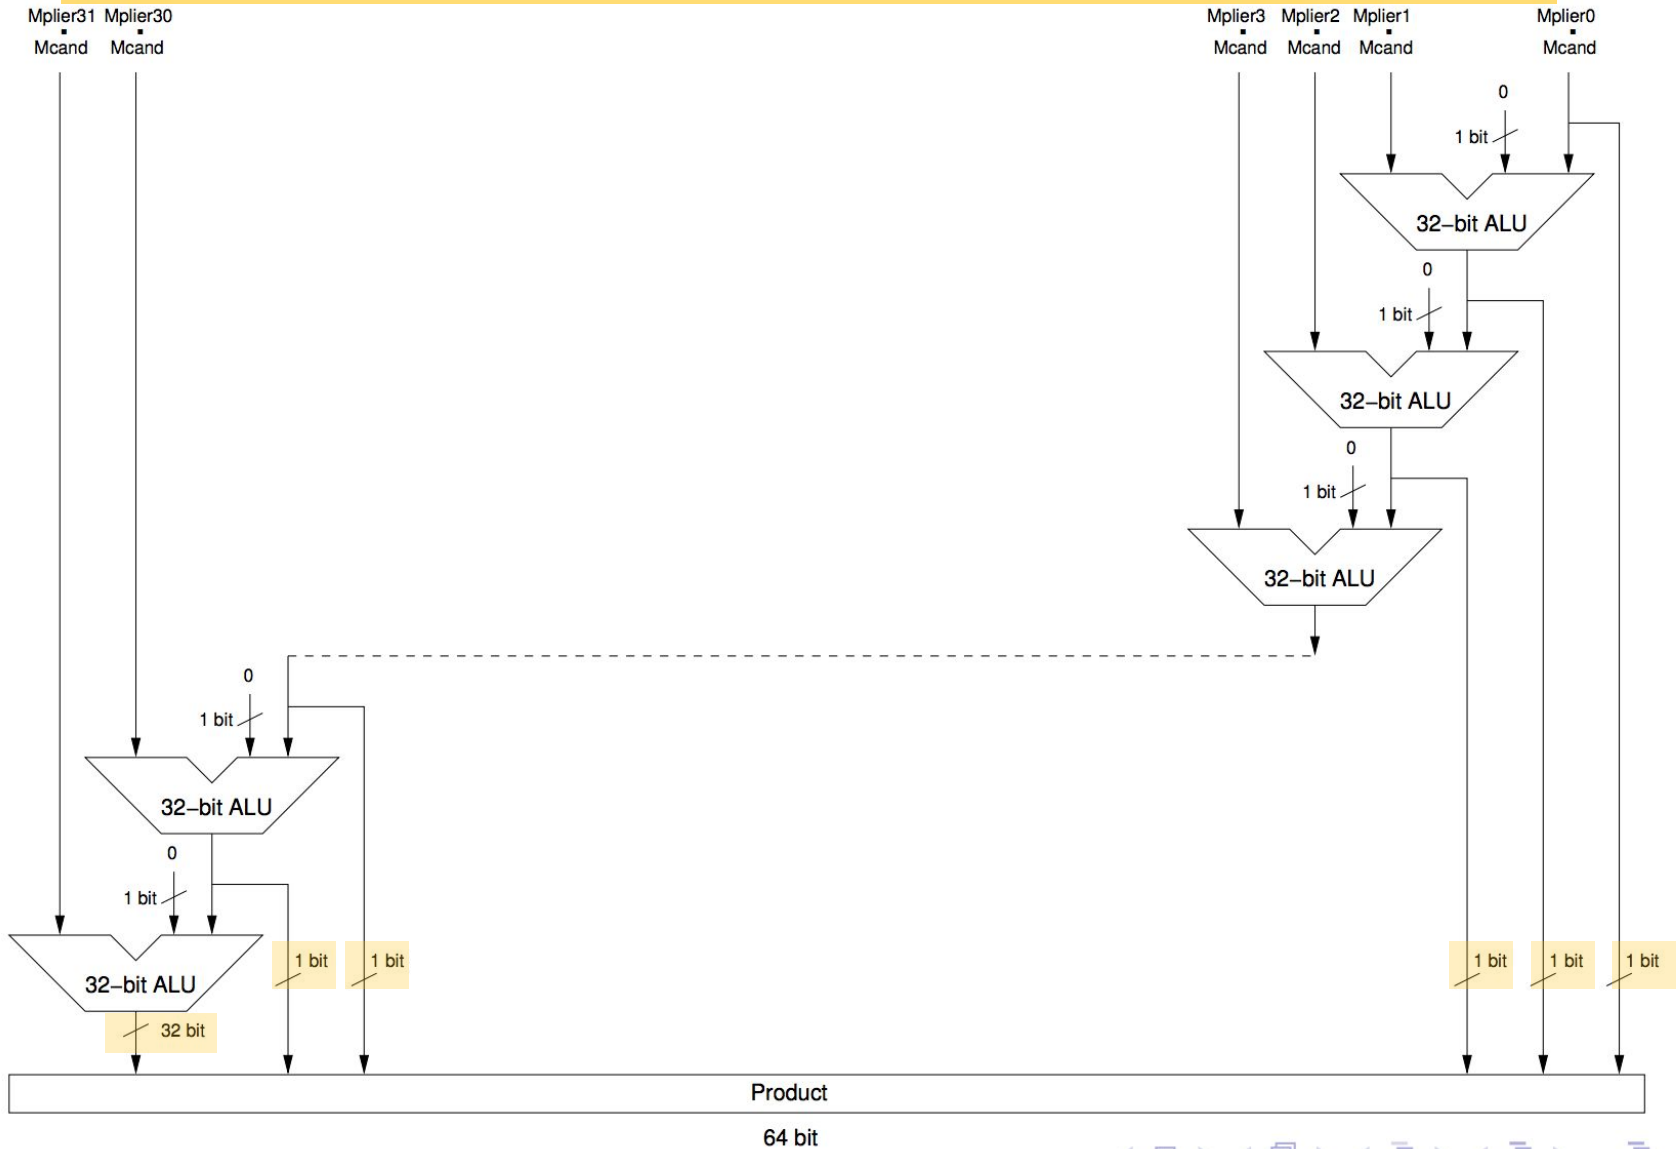 Mplier31 Mplier30 Mplier3 Mplier2 Mplier1 Mplier0
. . . . . .
Mcand Mcand Mcand Mcand Mcand Mcand
0
1 bit
32–bit ALU
0
1 bit
32–bit ALU
0
1 bit
32–bit ALU
0
1 bit
32–bit ALU
0
1 bit
32–bit ALU
1 bit 1 bit 1 bit 1 bit 1 bit
32 bit
Product
64 bit